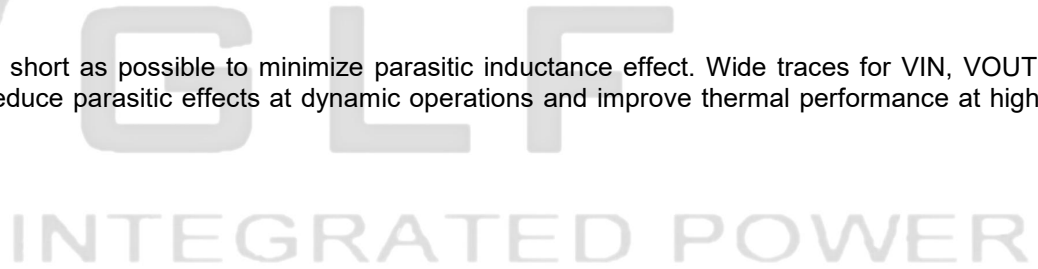 GLF
short as possible to minimize parasitic inductance effect. Wide traces for VIN, VOUT
educe parasitic effects at dynamic operations and improve thermal performance at high
INTEGRATED POWER